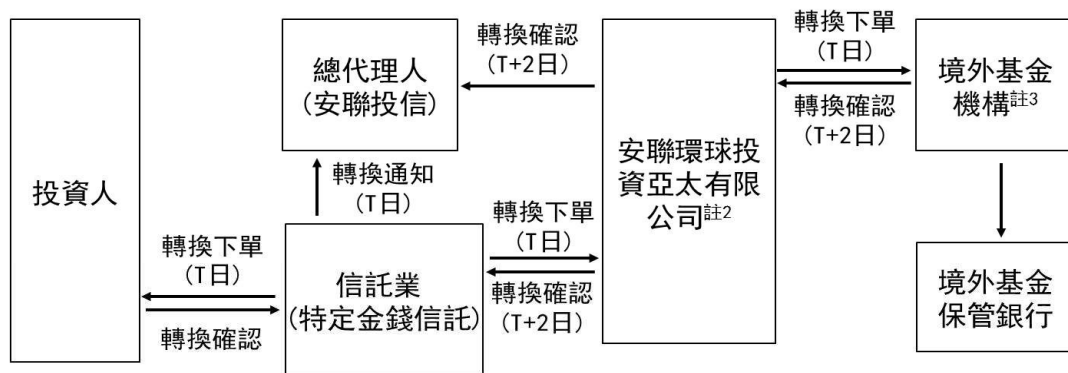 投資人
轉換下單
(T日)
轉換確認
總代理人
(安聯投信)
轉換通知
(T日)
信託業
(特定金錢信託)
轉換確認
(T+2日)
轉換下單
(T日)
轉換確認
(T+2日)
安聯環球投
資亞太有限
公司註2
轉換下單
(T日)
轉換確認
(T+2日)
境外基金
機構註3
境外基金
保管銀行